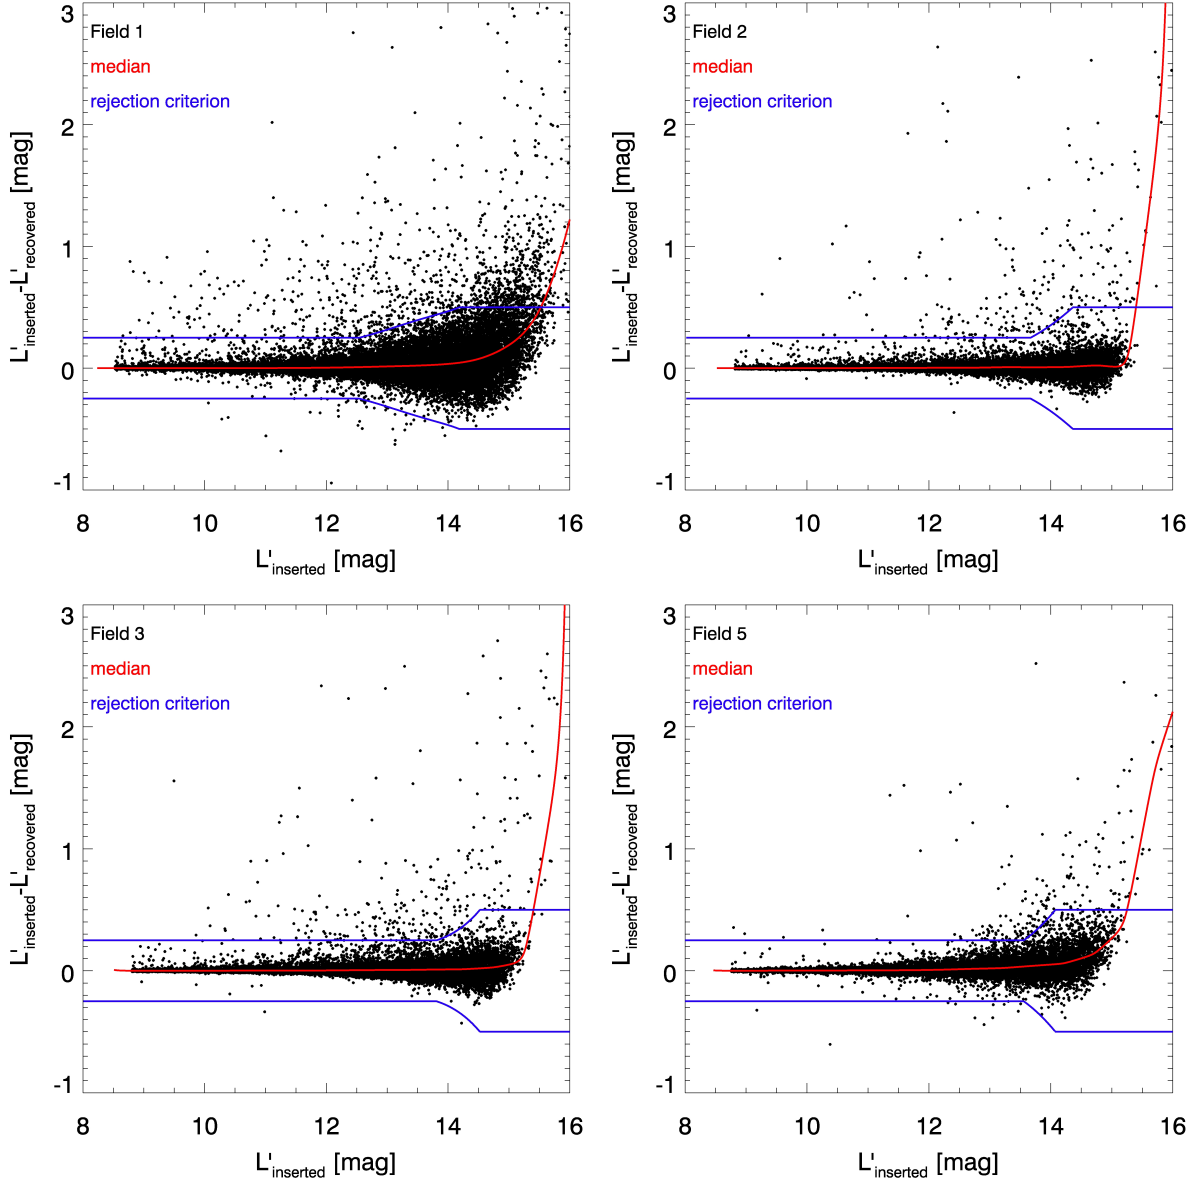 Field 1
median
rejection criterion
3
2
1
0
-1
8 10 12 14 16
L'inserted [mag]
L'inserted-L'recovered [mag]
Field 2
median
rejection criterion
3
2
1
0
-1
8 10 12 14 16
L'inserted [mag]
L'inserted-L'recovered [mag]
Field 3
median
rejection criterion
3
2
1
0
-1
8 10 12 14 16
L'inserted [mag]
L'inserted-L'recovered [mag]
Field 5
median
rejection criterion
3
2
1
0
-1
8 10 12 14 16
L'inserted [mag]
L'inserted-L'recovered [mag]